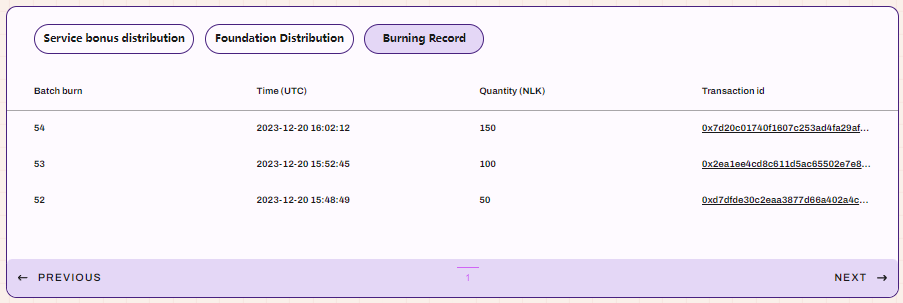 Service bonus distribution Foundation Distribution Burning Record
Batch burn Time (UTC) Quantity (NLK) Transaction id
54 2023-12-20 16:02:12 150 0x7d20c01740f1607c253ad4fa29af...
53 2023-12-20 15:52:45 100 0x2ea1ee4cd8c611d5ac65502e7e8...
52 2023-12-20 15:48:49 50 0xd7dfde30c2eaa3877d66a402a4c...
← PREVIOUS 1 NEXT →